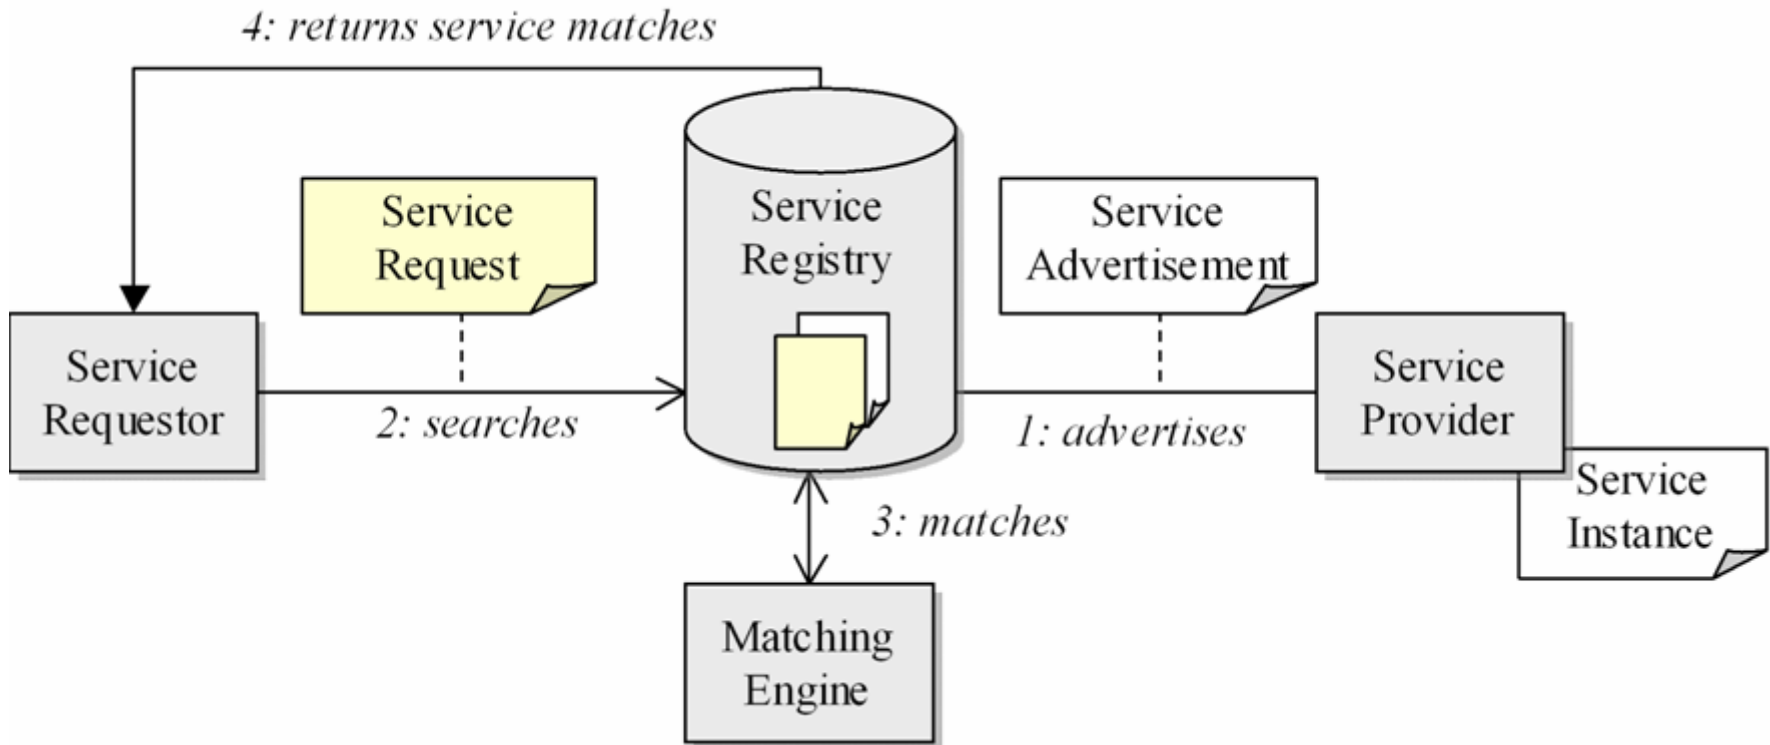 4: returns service matches
Service
Request
Service
Registry
Service
Advertisement
Service
Requestor
2: searches
1: advertises
Service
Provider
Service
Instance
3: matches
Matching
Engine